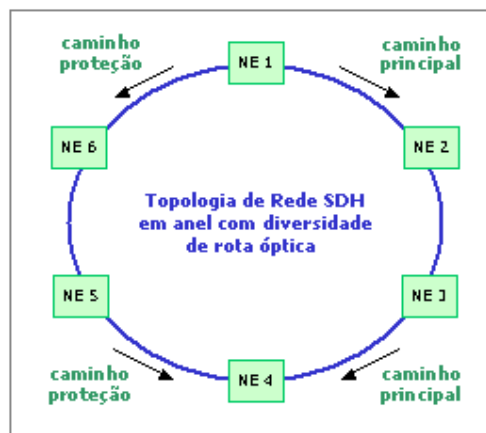 caminho
proteção
NE 1
caminho
principal
NE 6
NE 2
Topologia de Rede SDH
em anel com diversidade
de rota óptica
NE 5
NE 3
caminho
proteção
NE 4
caminho
principal